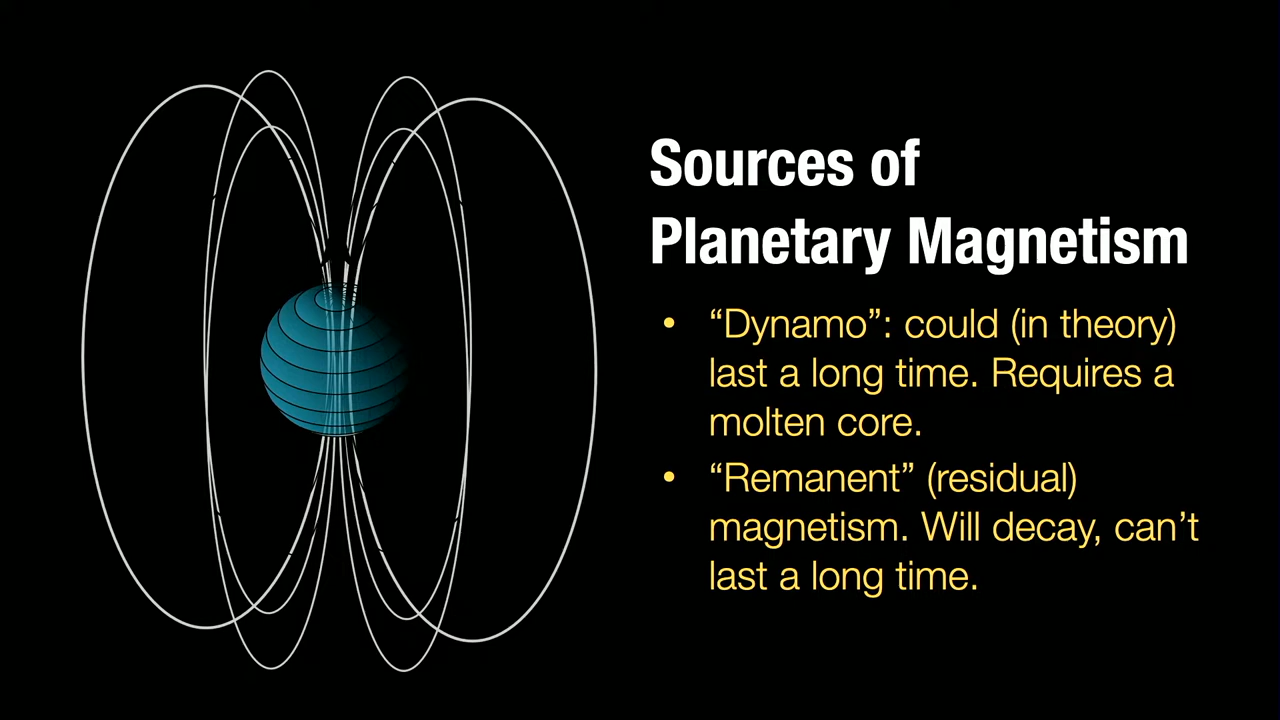 Sources of
Planetary Magnetism
• “Dynamo”: could (in theory)
last a long time. Requires a
molten core.
• “Remanent” (residual)
magnetism. Will decay, can’t
last a long time.